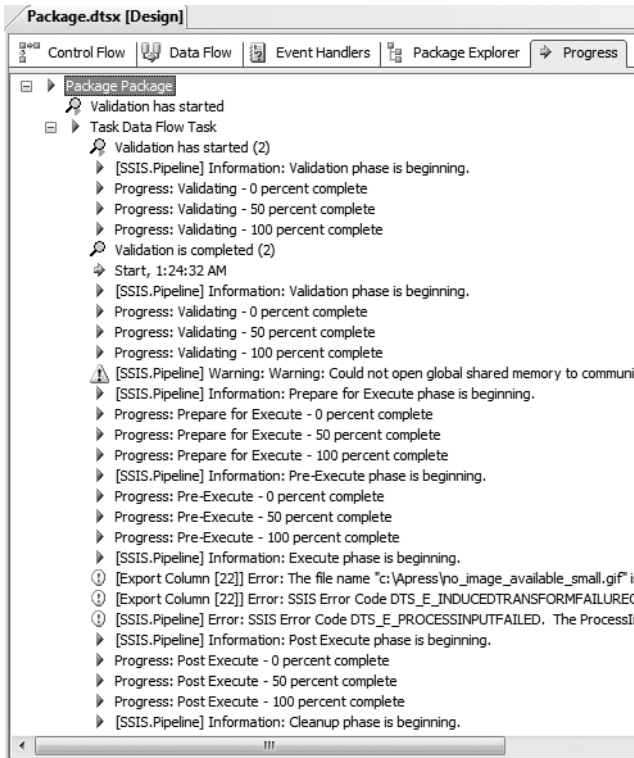 Package.dtsx [Design]
Control Flow Data Flow Event Handlers Package Explorer Progress
Package Package
Validation has started
Task Data Flow Task
Validation has started (2)
[SSIS.Pipeline] Information: Validation phase is beginning.
Progress: Validating - 0 percent complete
Progress: Validating - 50 percent complete
Progress: Validating - 100 percent complete
Validation is completed (2)
Start, 1:24:32 AM
[SSIS.Pipeline] Information: Validation phase is beginning.
Progress: Validating - 0 percent complete
Progress: Validating - 50 percent complete
Progress: Validating - 100 percent complete
[SSIS.Pipeline] Warning: Warning: Could not open global shared memory to communi
[SSIS.Pipeline] Information: Prepare for Execute phase is beginning.
Progress: Prepare for Execute - 0 percent complete
Progress: Prepare for Execute - 50 percent complete
Progress: Prepare for Execute - 100 percent complete
[SSIS.Pipeline] Information: Pre-Execute phase is beginning.
Progress: Pre-Execute - 0 percent complete
Progress: Pre-Execute - 50 percent complete
Progress: Pre-Execute - 100 percent complete
[SSIS.Pipeline] Information: Execute phase is beginning.
[Export Column [22]] Error: The file name "c:\Apress\no_image_available_small.gif" i
[Export Column [22]] Error: SSIS Error Code DTS_E_INDUCEDTRANSFORMFAILUREO
[SSIS.Pipeline] Error: SSIS Error Code DTS_E_PROCESSINPUTFAILED. The ProcessI
[SSIS.Pipeline] Information: Post Execute phase is beginning.
Progress: Post Execute - 0 percent complete
Progress: Post Execute - 50 percent complete
Progress: Post Execute - 100 percent complete
[SSIS.Pipeline] Information: Cleanup phase is beginning.